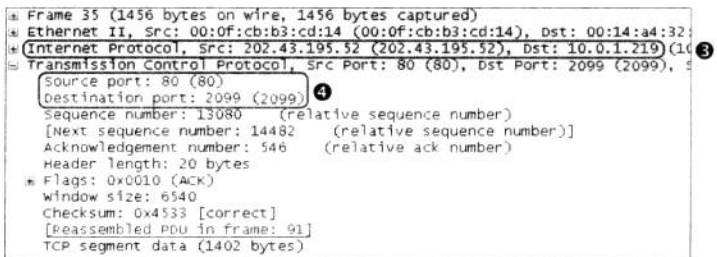 Frame 35 (1456 bytes on wire, 1456 bytes captured)
Ethernet II, Src: 00:0f:cb:b3:cd:14 (00:0f:cb:b3:cd:14), Dst: 00:14:a4:32:
Internet Protocol, Src: 202.43.195.52 (202.43.195.52), Dst: 10.0.1.219 (10 ❸
Transmission Control Protocol, Src Port: 80 (80), Dst Port: 2099 (2099), S
Source port: 80 (80)
Destination port: 2099 (2099) ❹
Sequence number: 13080 (relative sequence number)
[Next sequence number: 14482 (relative sequence number)]
Acknowledgement number: 546 (relative ack number)
Header length: 20 bytes
Flags: 0x0010 (ACK)
Window size: 6540
Checksum: 0x4533 [correct]
[Reassembled PDU in frame: 91]
TCP segment data (1402 bytes)